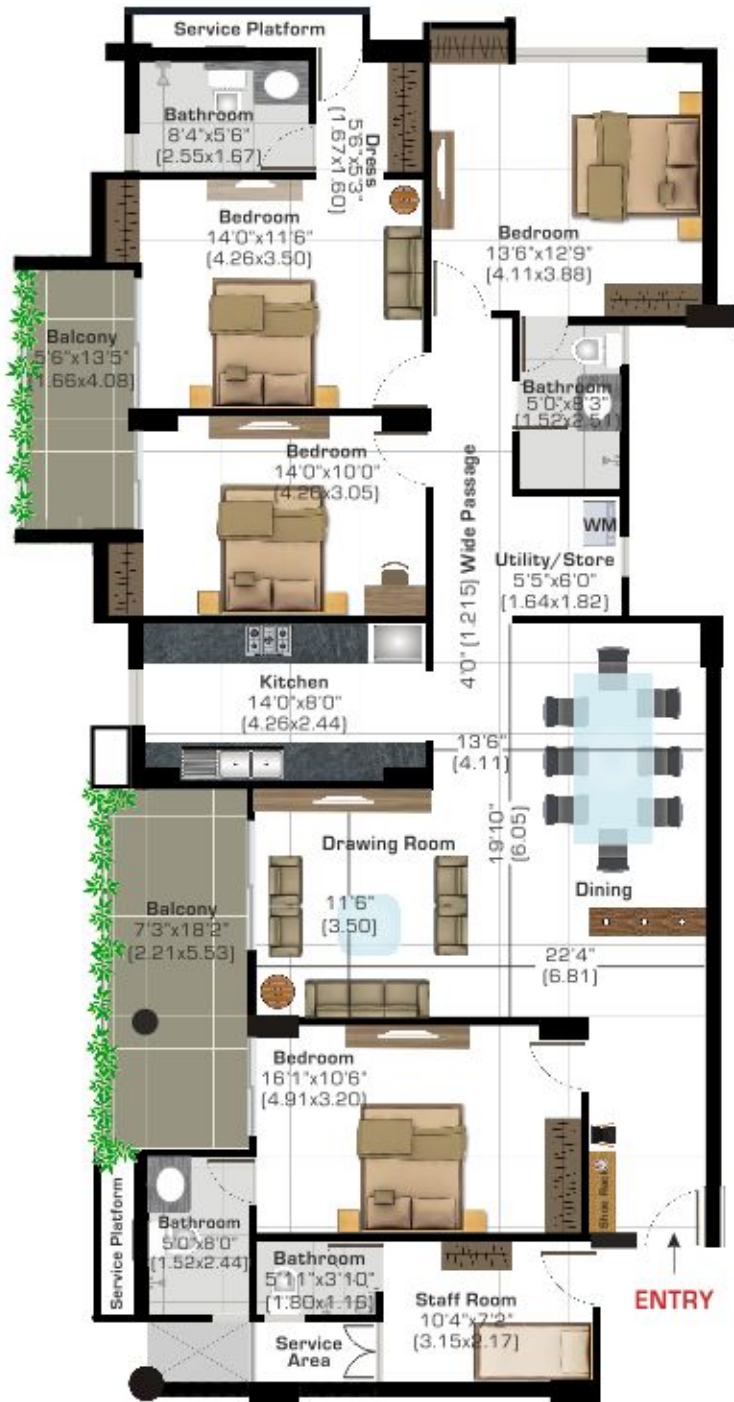 Service Platform
Bathroom
8'4"x5'6"
(2.55x1.67)
Dress
5'6"x5'3"
(1.67x1.60)
Bedroom
14'0"x11'6"
(4.26x3.50)
Bedroom
13'6"x12'9"
(4.11x3.88)
Balcony
5'6"x13'5"
(1.66x4.08)
Bathroom
5'0"x8'3"
(1.52x2.51)
Bedroom
14'0"x10'0"
(4.26x3.05)
4'0" (1.215) Wide Passage
WM
Utility/Store
5'5"x6'0"
(1.64x1.82)
Kitchen
14'0"x8'0"
(4.26x2.44)
13'6"
(4.11)
19'10"
(6.05)
Drawing Room
11'6"
(3.50)
Dining
Balcony
7'3"x18'2"
(2.21x5.53)
22'4"
(6.81)
Bedroom
16'1"x10'6"
(4.91x3.20)
Shoe Rack
Service Platform
Bathroom
5'0"x8'0"
(1.52x2.44)
Bathroom
5'11"x3'10"
(1.80x1.16)
Staff Room
10'4"x7'2"
(3.15x2.17)
Service
Area
ENTRY